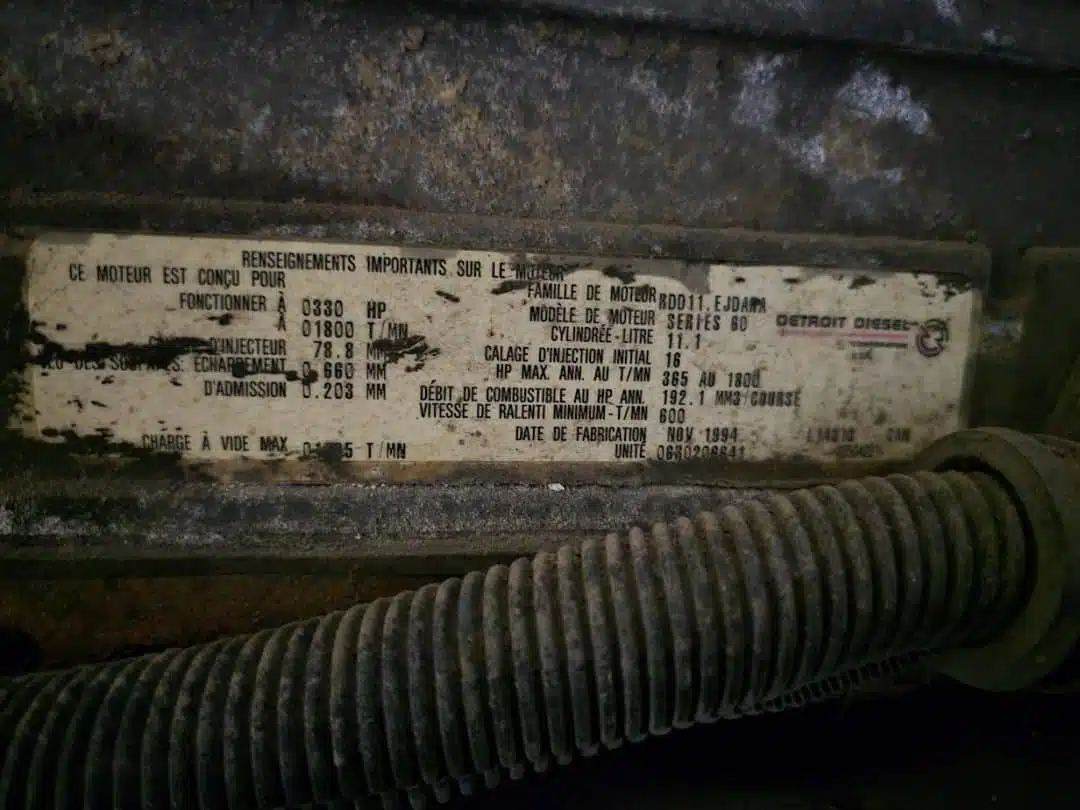 RENSEIGNEMENTS IMPORTANTS SUR LE MOTEUR
CE MOTEUR EST CONÇU POUR
FONCTIONNER À 0330 HP
À 01800 T/MN
D'INJECTEUR 78.8
ÉCHAPPEMENT 0.660 MM
D'ADMISSION 0.203 MM
CHARGE À VIDE MAX T/MN
FAMILLE DE MOTEUR
MODÈLE DE MOTEUR SERIES 60
CYLINDRÉE-LITRE 11.1
CALAGE D'INJECTION INITIAL 16
HP MAX. ANN. AU T/MN 365 AU 1800
DÉBIT DE COMBUSTIBLE AU HP ANN. 192.1 MM3/COURSE
VITESSE DE RALENTI MINIMUM-T/MN 600
DATE DE FABRICATION NOV 1994
UNITÉ
DETROIT DIESEL